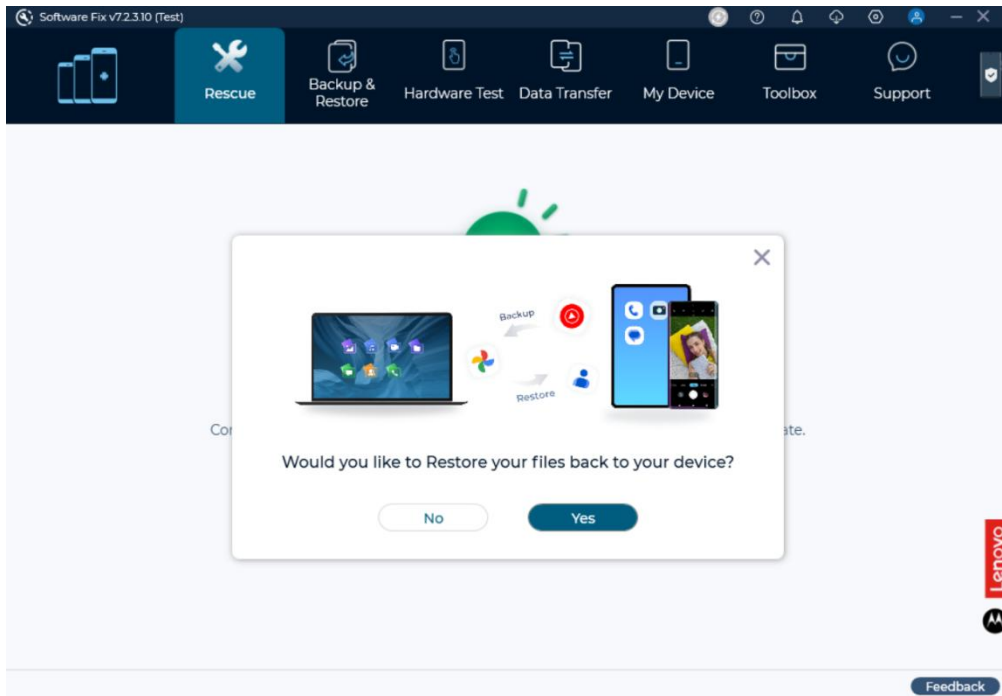 Software Fix v7.2.3.10 (Test)
Rescue
Backup &
Restore
Hardware Test
Data Transfer
My Device
Toolbox
Support
Backup
Restore
Would you like to Restore your files back to your device?
No
Yes
Lenovo
Feedback